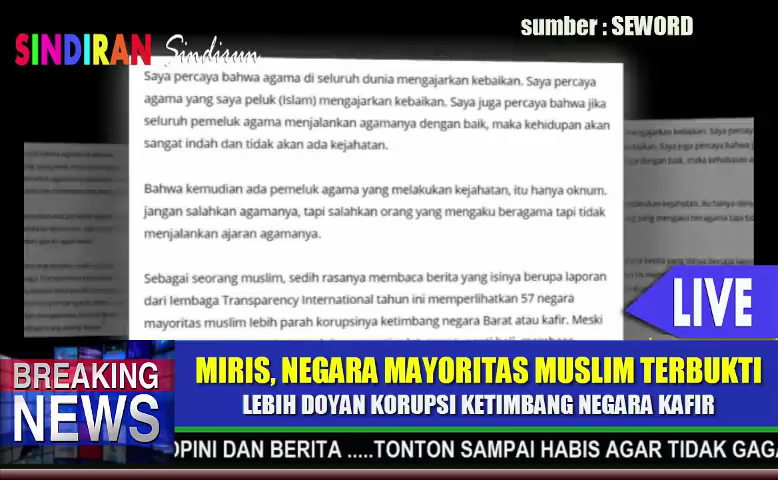 sumber : SEWORD
SINDIRAN Sindirun
Saya percaya bahwa agama di seluruh dunia mengajarkan kebaikan. Saya percaya
agama yang saya peluk (Islam) mengajarkan kebaikan. Saya juga percaya bahwa jika
seluruh pemeluk agama menjalankan agamanya dengan baik, maka kehidupan akan
sangat indah dan tidak akan ada kejahatan.
Bahwa kemudian ada pemeluk agama yang melakukan kejahatan, itu hanya oknum.
jangan salahkan agamanya, tapi salahkan orang yang mengaku beragama tapi tidak
menjalankan ajaran agamanya.
Sebagai seorang muslim, sedih rasanya membaca berita yang isinya berupa laporan
dari lembaga Transparency International tahun ini memperlihatkan 57 negara
mayoritas muslim lebih parah korupsinya ketimbang negara Barat atau kafir. Meski
LIVE
BREAKING
NEWS
MIRIS, NEGARA MAYORITAS MUSLIM TERBUKTI
LEBIH DOYAN KORUPSI KETIMBANG NEGARA KAFIR
OPINI DAN BERITA .....TONTON SAMPAI HABIS AGAR TIDAK GAGA